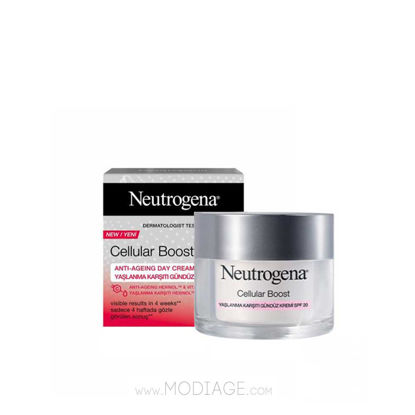 Neutrogena®
DERMATOLOGIST TES
NEW / YENİ
Cellular Boost
ANTI-AGEING DAY CREAM
YAŞLANMA KARŞITI GÜNDÜZ
ANTI-AGEING HEXINOL™ & VIT
YAŞLANMA KARŞITI HEXINOL™
visible results in 4 weeks**
sadece 4 haftada gözle
görülen sonuç**
Neutrogena®
Cellular Boost
YAŞLANMA KARŞITI GÜNDÜZ KREMİ SPF 20
www.MODIAGE.com